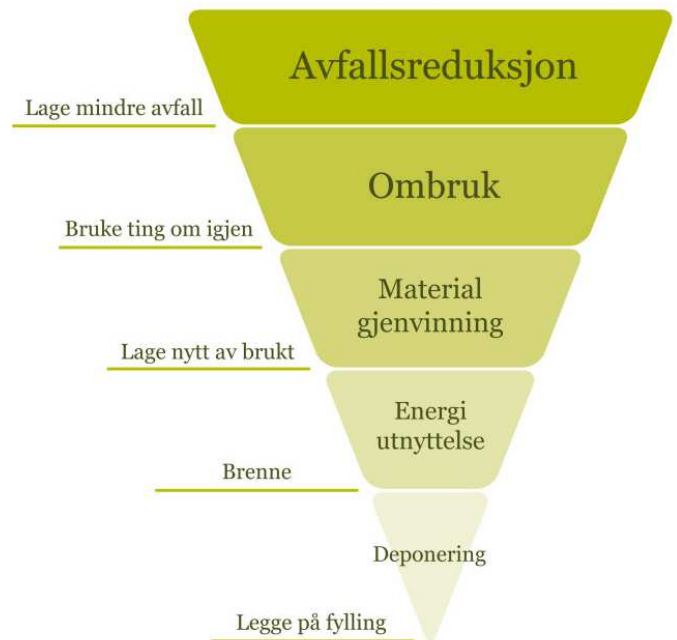 Avfallsreduksjon
Lage mindre avfall
Ombruk
Bruke ting om igjen
Material
gjenvinning
Lage nytt av brukt
Energi
utnyttelse
Brenne
Deponering
Legge på fylling